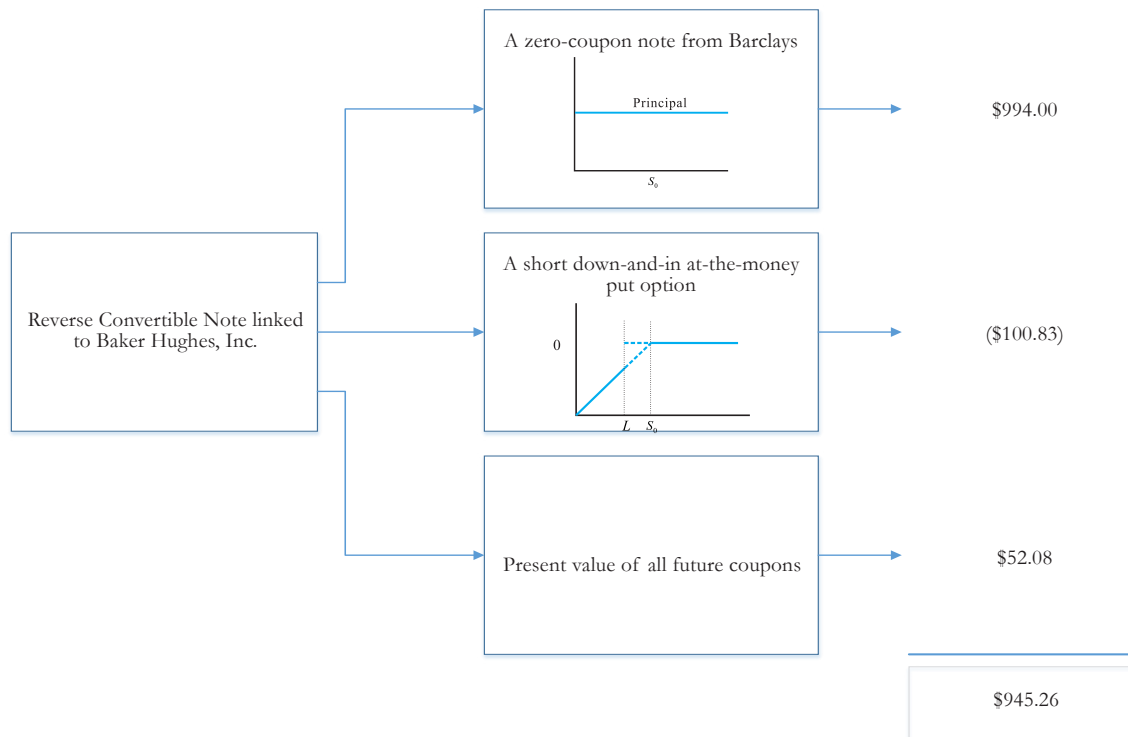 A zero-coupon note from Barclays
Principal
S₀
$994.00
Reverse Convertible Note linked
to Baker Hughes, Inc.
A short down-and-in at-the-money
put option
0
L S₀
($100.83)
Present value of all future coupons
$52.08
$945.26